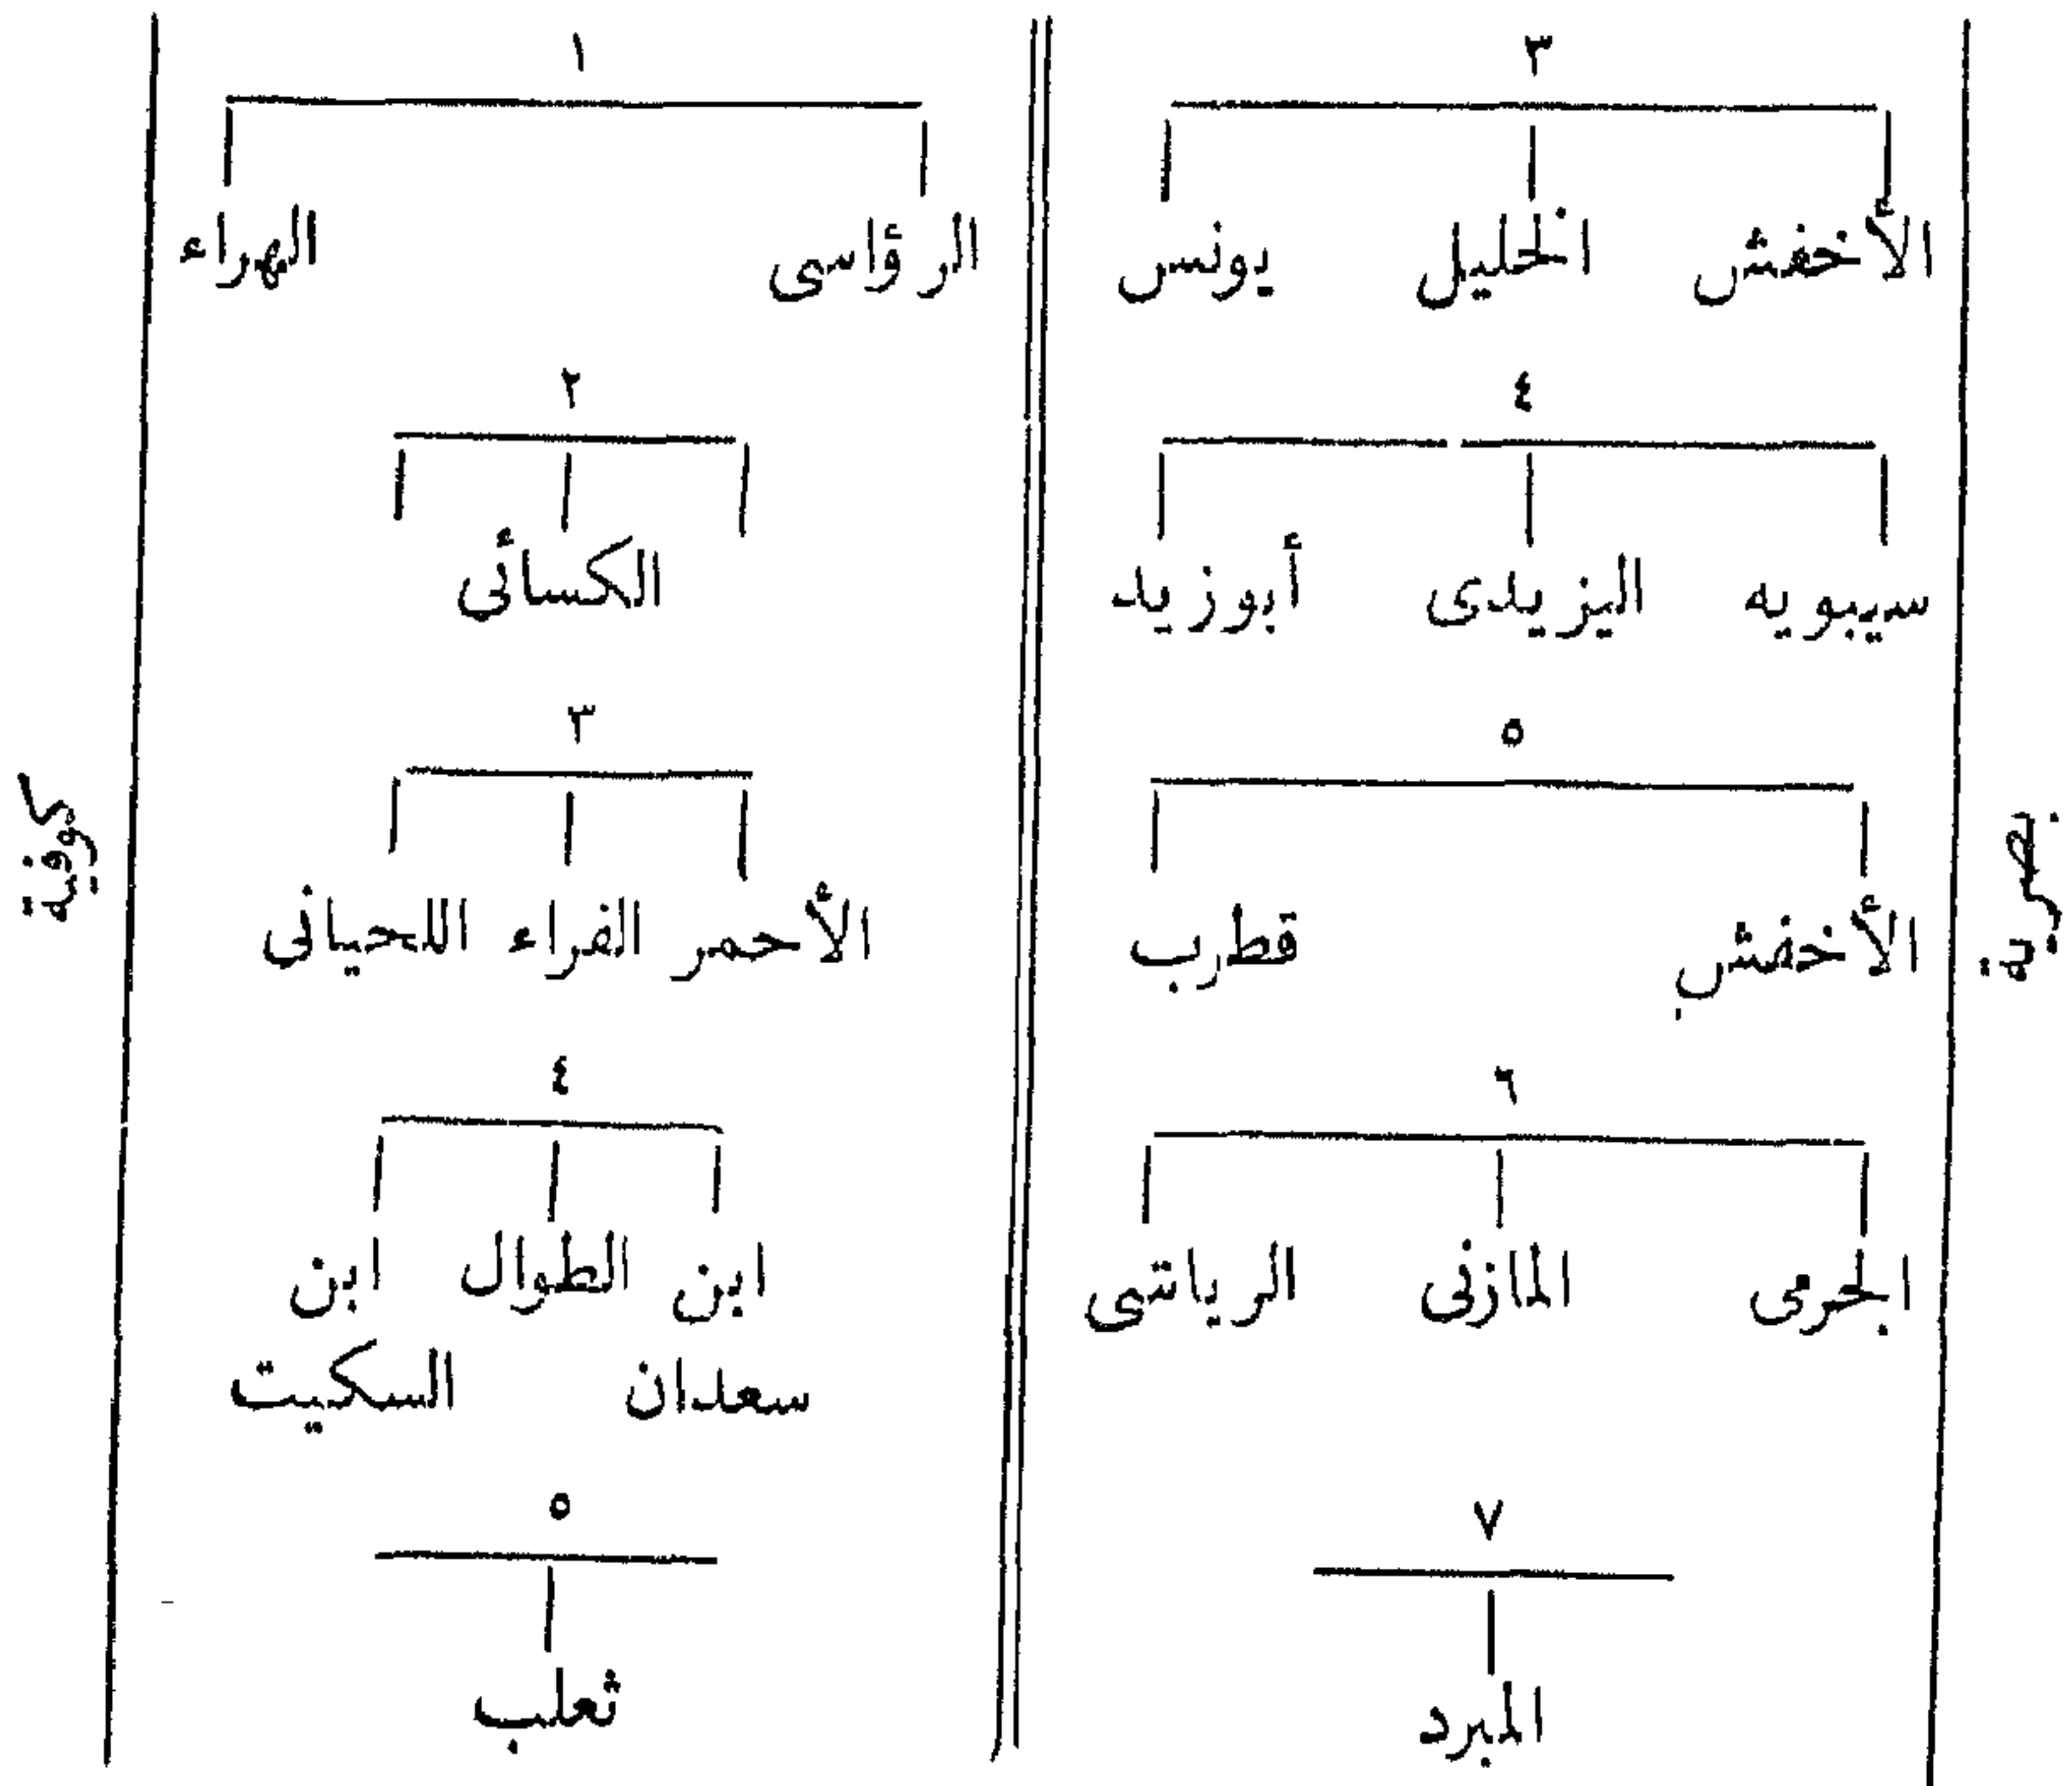 بصرية
٣
الأخفش الخليل يونس
٤
سيبويه اليزيدى أبوزيد
٥
الأخفش قطرب
٦
الجرمى المازنى الرياشى
٧
المبرد
كوفية
١
الرؤاسى الهراء
٢
الكسائى
٣
الأحمر الفراء اللحيانى
٤
ابن الطوال ابن
سعدان السكيت
٥
ثعلب